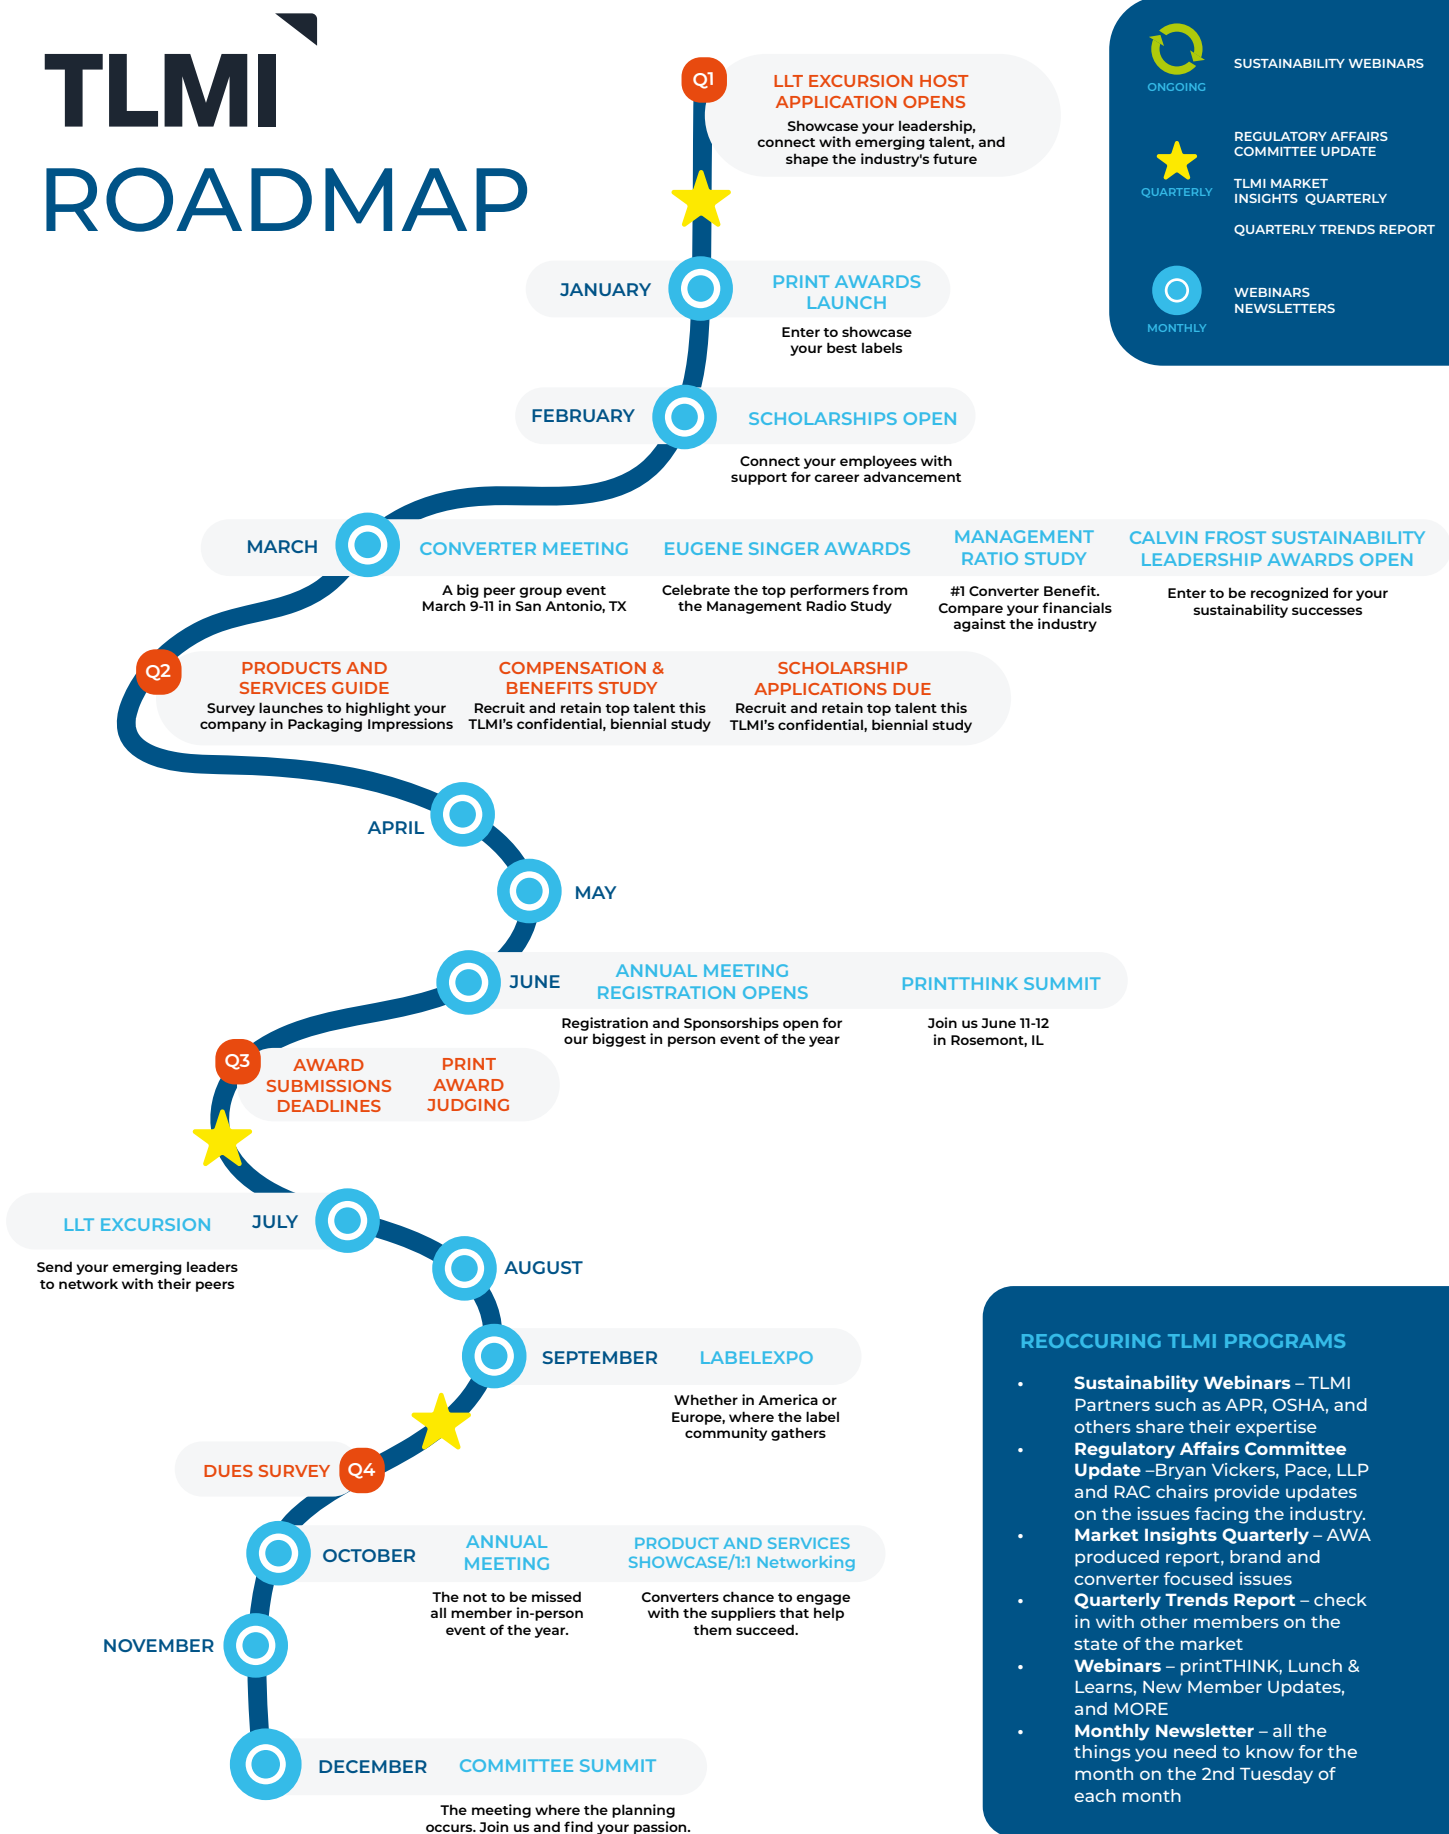 TLMI
ROADMAP
ONGOING
SUSTAINABILITY WEBINARS
QUARTERLY
REGULATORY AFFAIRS
COMMITTEE UPDATE
TLMI MARKET
INSIGHTS QUARTERLY
QUARTERLY TRENDS REPORT
MONTHLY
WEBINARS
NEWSLETTERS
Q1
LLT EXCURSION HOST
APPLICATION OPENS
Showcase your leadership,
connect with emerging talent, and
shape the industry's future
JANUARY
PRINT AWARDS
LAUNCH
Enter to showcase
your best labels
FEBRUARY
SCHOLARSHIPS OPEN
Connect your employees with
support for career advancement
MARCH
CONVERTER MEETING
A big peer group event
March 9-11 in San Antonio, TX
EUGENE SINGER AWARDS
Celebrate the top performers from
the Management Radio Study
MANAGEMENT
RATIO STUDY
#1 Converter Benefit.
Compare your financials
against the industry
CALVIN FROST SUSTAINABILITY
LEADERSHIP AWARDS OPEN
Enter to be recognized for your
sustainability successes
Q2
PRODUCTS AND
SERVICES GUIDE
Survey launches to highlight your
company in Packaging Impressions
COMPENSATION &
BENEFITS STUDY
Recruit and retain top talent this
TLMI's confidential, biennial study
SCHOLARSHIP
APPLICATIONS DUE
Recruit and retain top talent this
TLMI's confidential, biennial study
APRIL
MAY
JUNE
ANNUAL MEETING
REGISTRATION OPENS
Registration and Sponsorships open for
our biggest in person event of the year
PRINTTHINK SUMMIT
Join us June 11-12
in Rosemont, IL
Q3
AWARD
SUBMISSIONS
DEADLINES
PRINT
AWARD
JUDGING
LLT EXCURSION
JULY
Send your emerging leaders
to network with their peers
AUGUST
SEPTEMBER
LABELEXPO
Whether in America or
Europe, where the label
community gathers
DUES SURVEY
Q4
OCTOBER
ANNUAL
MEETING
The not to be missed
all member in-person
event of the year.
PRODUCT AND SERVICES
SHOWCASE/1:1 Networking
Converters chance to engage
with the suppliers that help
them succeed.
NOVEMBER
DECEMBER
COMMITTEE SUMMIT
The meeting where the planning
occurs. Join us and find your passion.
REOCCURING TLMI PROGRAMS
• Sustainability Webinars – TLMI
Partners such as APR, OSHA, and
others share their expertise
• Regulatory Affairs Committee
Update –Bryan Vickers, Pace, LLP
and RAC chairs provide updates
on the issues facing the industry.
• Market Insights Quarterly – AWA
produced report, brand and
converter focused issues
• Quarterly Trends Report – check
in with other members on the
state of the market
• Webinars – printTHINK, Lunch &
Learns, New Member Updates,
and MORE
• Monthly Newsletter – all the
things you need to know for the
month on the 2nd Tuesday of
each month